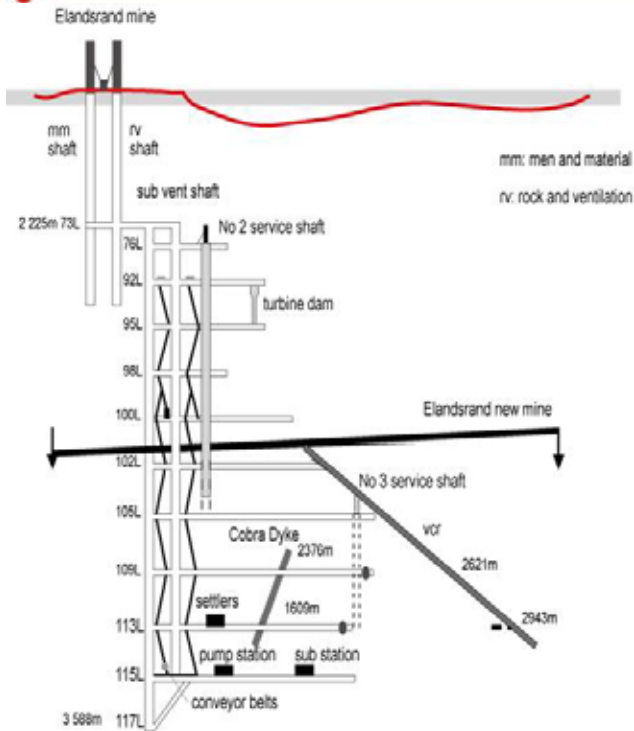 Elandsrand mine
mm
shaft
rv
shaft
mm: men and material
rv: rock and ventilation
sub vent shaft
2 225m 73L
No 2 service shaft
76L
92L
turbine dam
95L
98L
100L
Elandsrand new mine
102L
No 3 service shaft
105L
Cobra Dyke
2376m
vcr
2621m
109L
settlers
1609m
2943m
113L
pump station
sub station
115L
conveyor belts
3 588m 117L